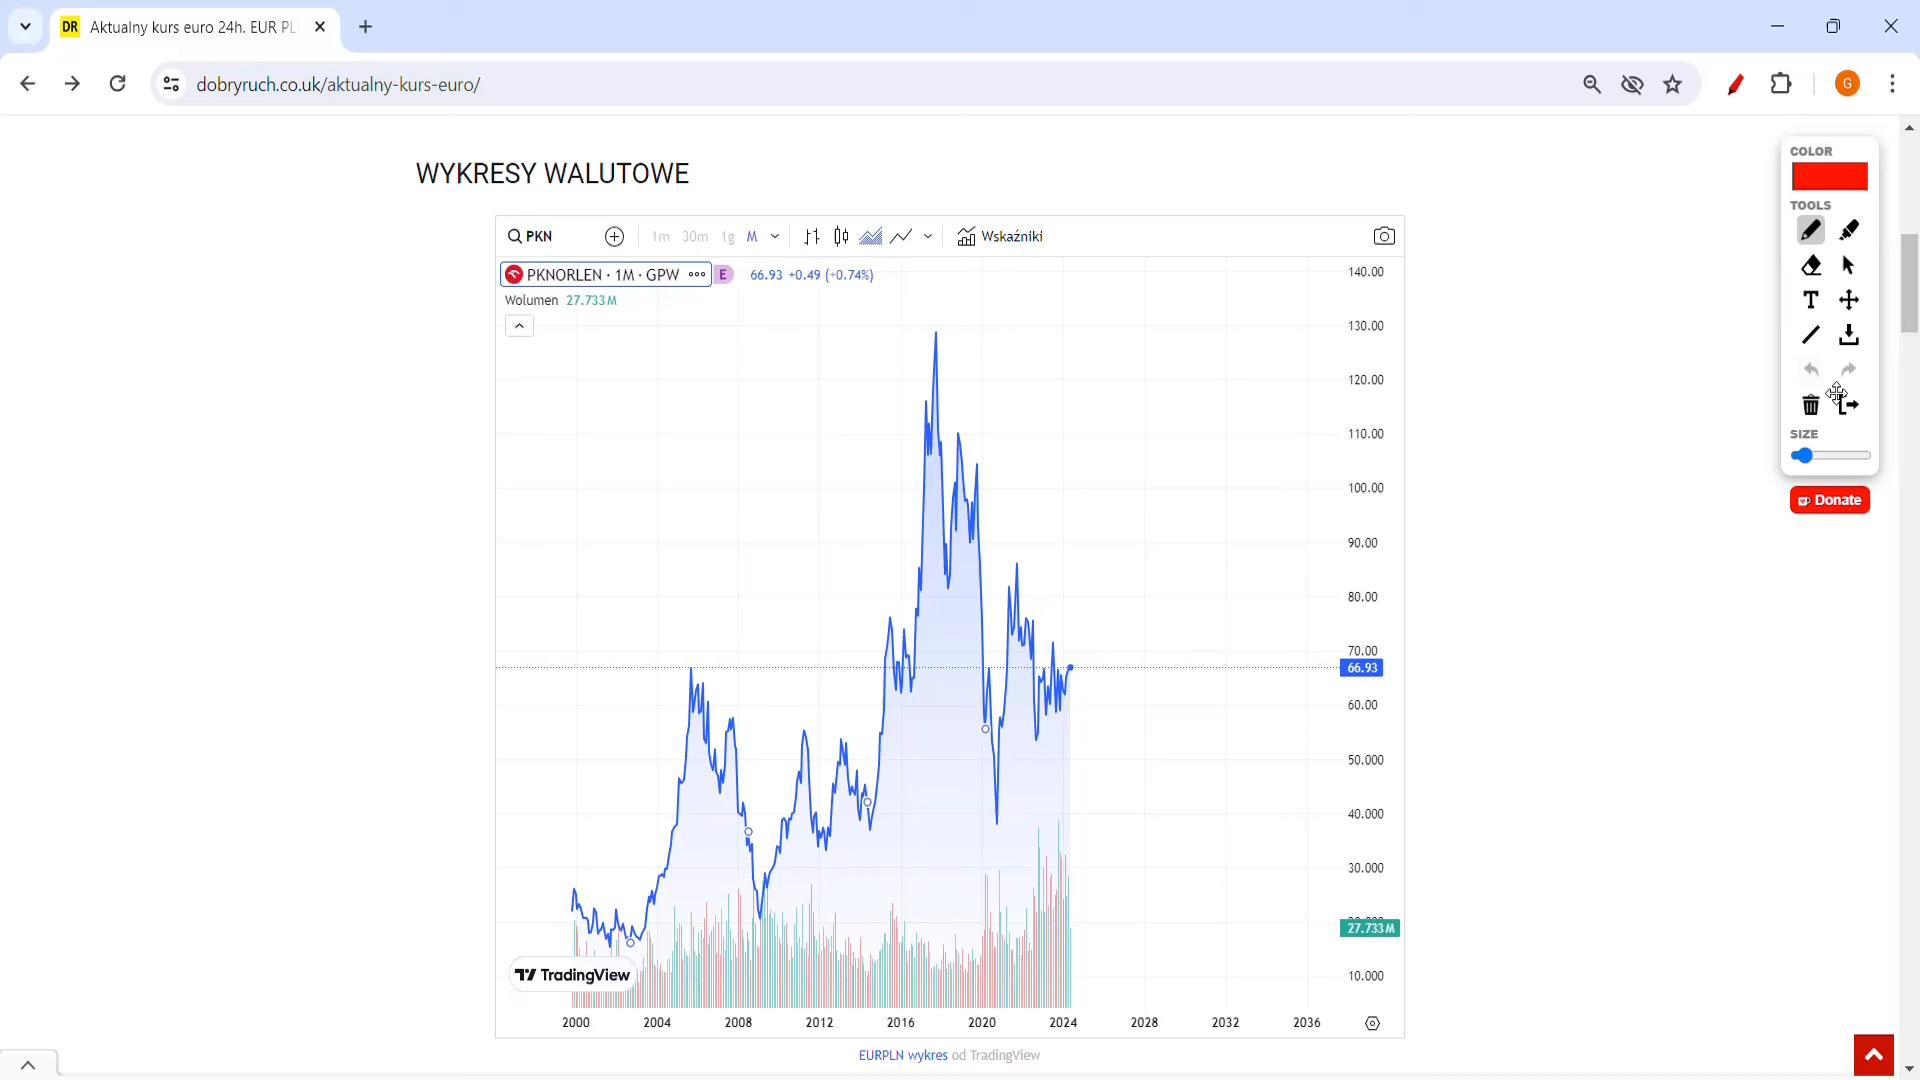 DR Aktualny kurs euro 24h. EUR PL
dobryruch.co.uk/aktualny-kurs-euro/
G
WYKRESY WALUTOWE
PKN 1m 30m 1g M Wskaźniki
PKNORLEN · 1M · GPW E 66.93 +0.49 (+0.74%)
Wolumen 27.733M
140.00
130.00
120.00
110.00
100.00
90.00
80.00
70.00
66.93
60.00
50.000
40.000
30.000
27.733M
10.000
TradingView
2000 2004 2008 2012 2016 2020 2024 2028 2032 2036
EURPLN wykres od TradingView
COLOR
TOOLS
T
SIZE
Donate